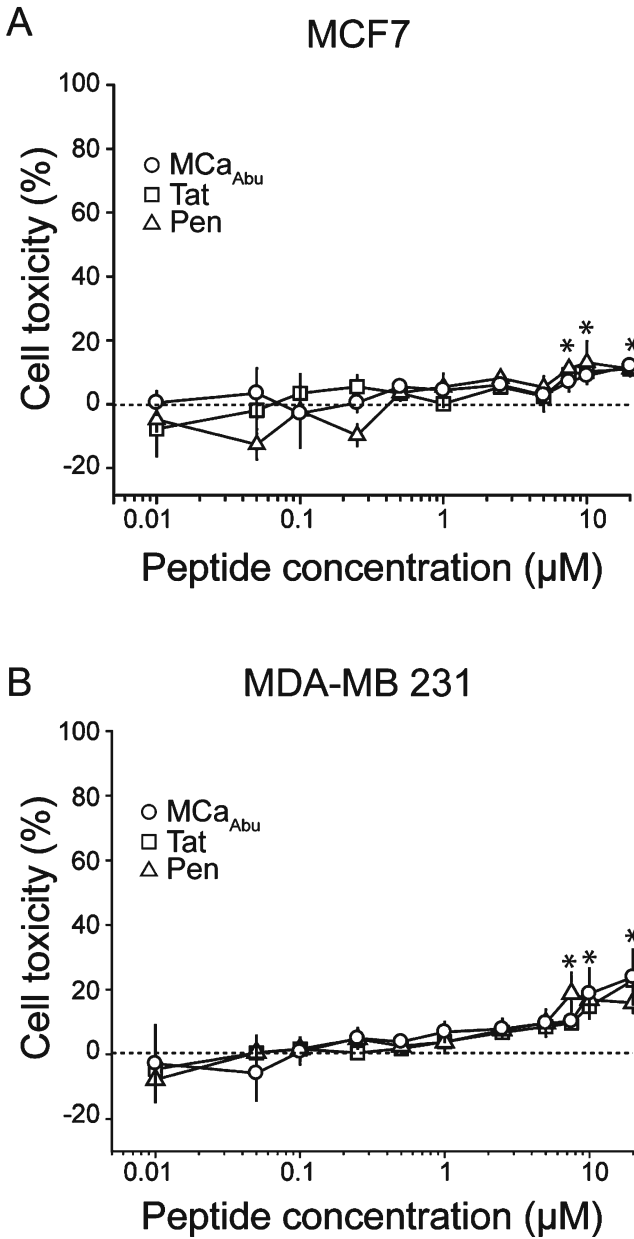 A
MCF7
100
80
60
40
20
0
-20
MCa_Abu
Tat
Pen
* * *
Cell toxicity (%)
0.01 0.1 1 10
Peptide concentration (µM)
B
MDA-MB 231
100
80
60
40
20
0
-20
MCa_Abu
Tat
Pen
* * *
Cell toxicity (%)
0.01 0.1 1 10
Peptide concentration (µM)